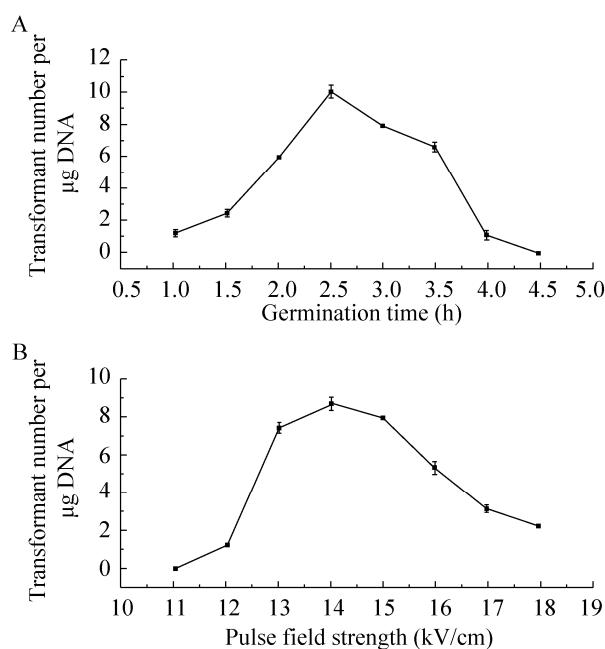 A
Transformant number per
μg DNA
12
10
8
6
4
2
0
0.5 1.0 1.5 2.0 2.5 3.0 3.5 4.0 4.5 5.0
Germination time (h)
B
Transformant number per
μg DNA
10
8
6
4
2
0
10 11 12 13 14 15 16 17 18 19
Pulse field strength (kV/cm)